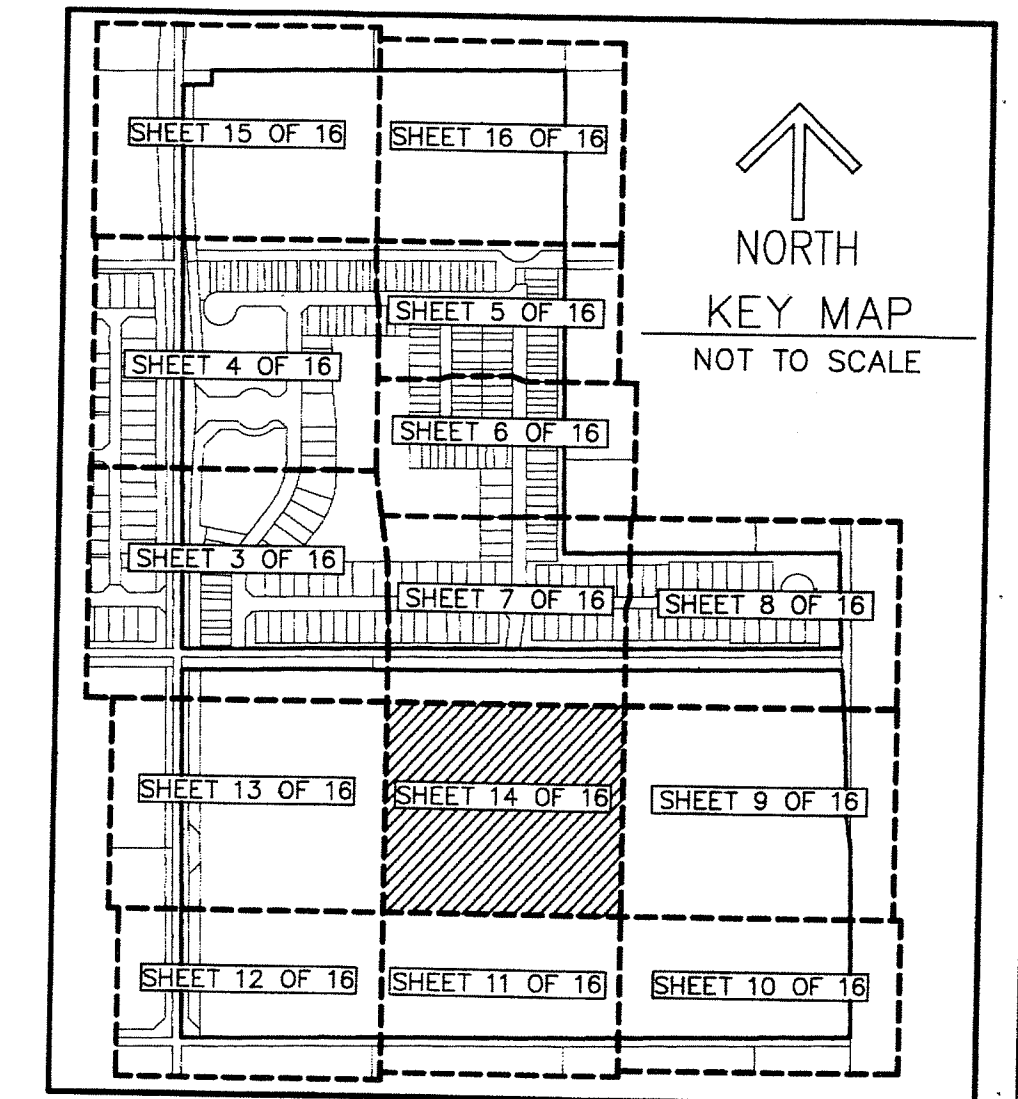 SHEET 15 OF 16
SHEET 16 OF 16
NORTH
KEY MAP
NOT TO SCALE
SHEET 5 OF 16
SHEET 4 OF 16
SHEET 6 OF 16
SHEET 3 OF 16
SHEET 7 OF 16
SHEET 8 OF 16
SHEET 13 OF 16
SHEET 14 OF 16
SHEET 9 OF 16
SHEET 12 OF 16
SHEET 11 OF 16
SHEET 10 OF 16